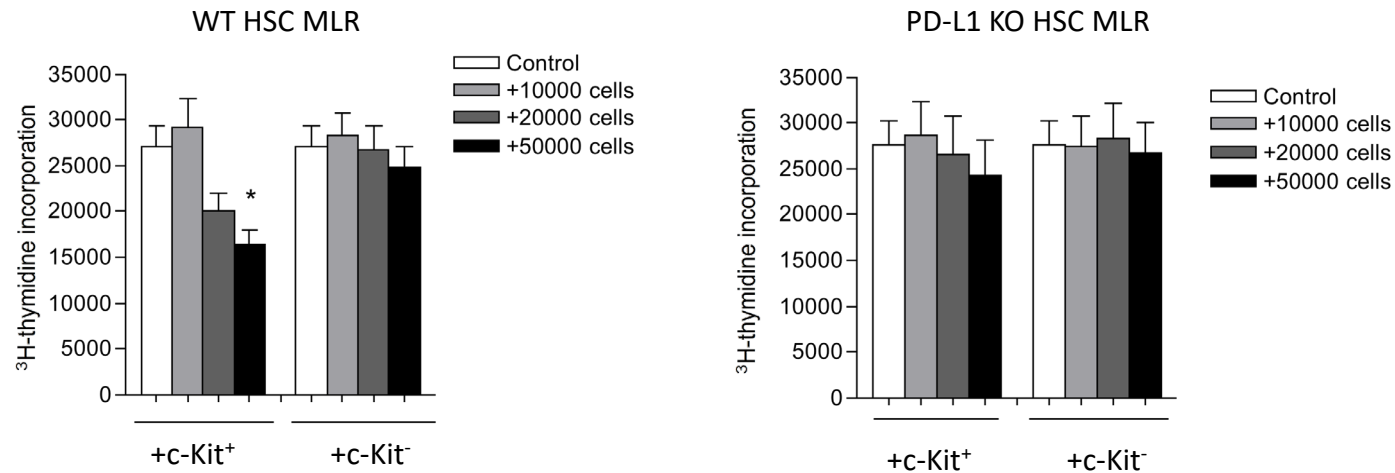 WT HSC MLR
³H-thymidine incorporation
35000
30000
25000
20000
15000
10000
5000
0
*
Control
+10000 cells
+20000 cells
+50000 cells
+c-Kit⁺
+c-Kit⁻
PD-L1 KO HSC MLR
³H-thymidine incorporation
35000
30000
25000
20000
15000
10000
5000
0
Control
+10000 cells
+20000 cells
+50000 cells
+c-Kit⁺
+c-Kit⁻